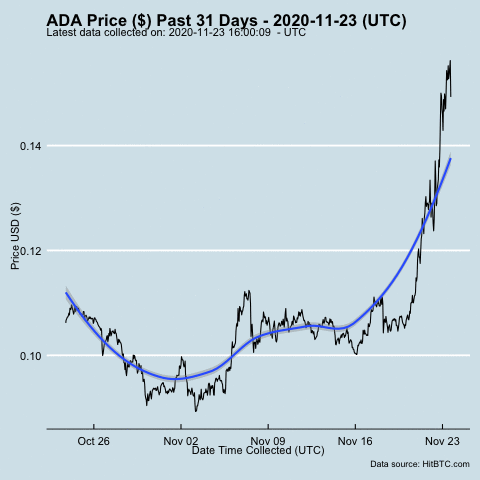 ADA Price ($) Past 31 Days - 2020-11-23 (UTC)
Latest data collected on: 2020-11-23 16:00:09 - UTC
0.14
0.12
0.10
Price USD ($)
Oct 26
Nov 02
Nov 09
Nov 16
Nov 23
Date Time Collected (UTC)
Data source: HitBTC.com